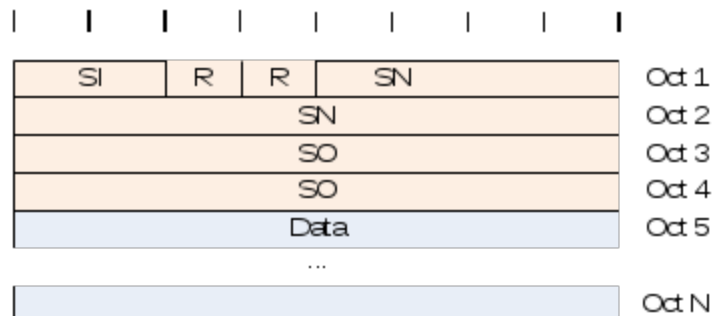 SI R R SN Oct 1
SN Oct 2
SO Oct 3
SO Oct 4
Data Oct 5
...
Oct N